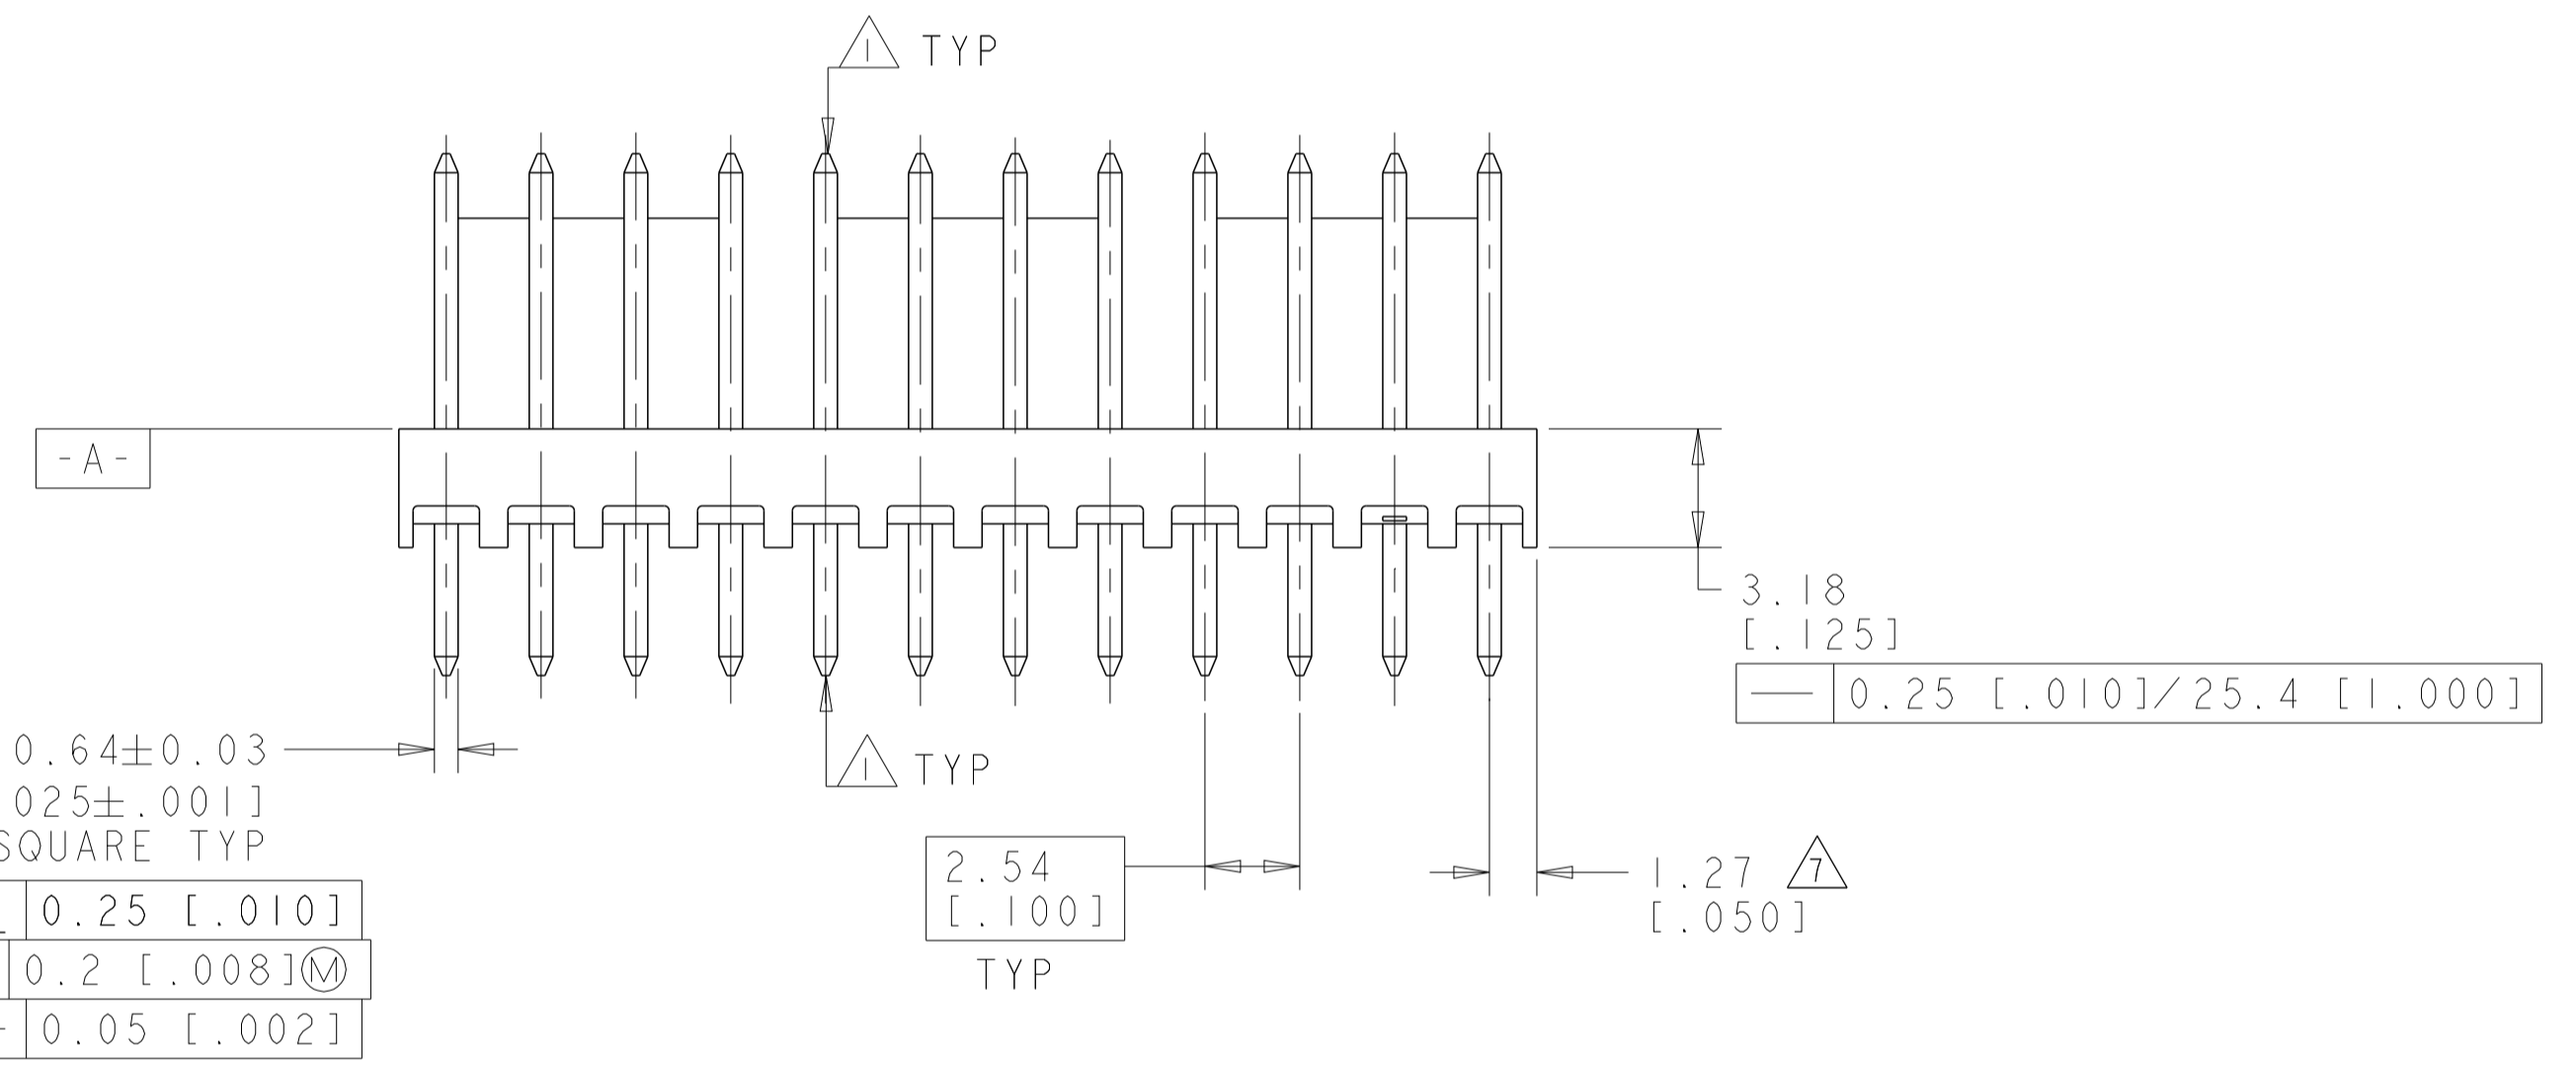 1 TYP
-A-
3.18
[.125]
0.25 [.010]/25.4 [1.000]
0.64±0.03
025±.001]
SQUARE TYP
0.25 [.010]
0.2 [.008]Ⓜ
0.05 [.002]
1 TYP
2.54
[.100]
TYP
1.27 7
[.050]